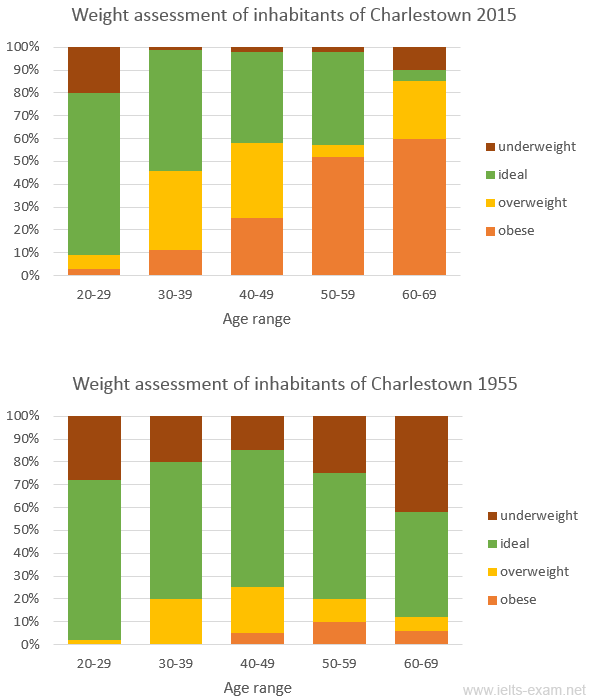 Weight assessment of inhabitants of Charlestown 2015
100%
90%
80%
70%
60%
50%
40%
30%
20%
10%
0%
20-29 30-39 40-49 50-59 60-69
Age range
underweight
ideal
overweight
obese
Weight assessment of inhabitants of Charlestown 1955
100%
90%
80%
70%
60%
50%
40%
30%
20%
10%
0%
20-29 30-39 40-49 50-59 60-69
Age range
underweight
ideal
overweight
obese
www.ielts-exam.net